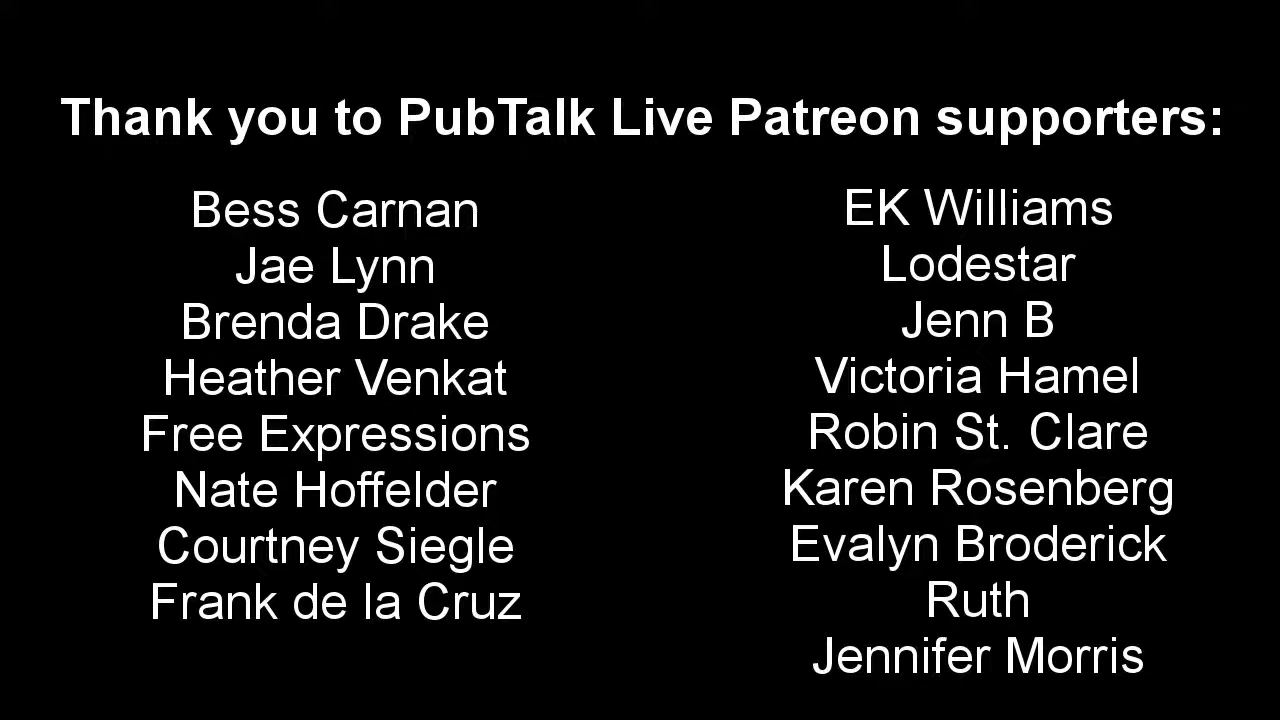 Thank you to PubTalk Live Patreon supporters:
Bess Carnan
Jae Lynn
Brenda Drake
Heather Venkat
Free Expressions
Nate Hoffelder
Courtney Siegle
Frank de la Cruz
EK Williams
Lodestar
Jenn B
Victoria Hamel
Robin St. Clare
Karen Rosenberg
Evalyn Broderick
Ruth
Jennifer Morris